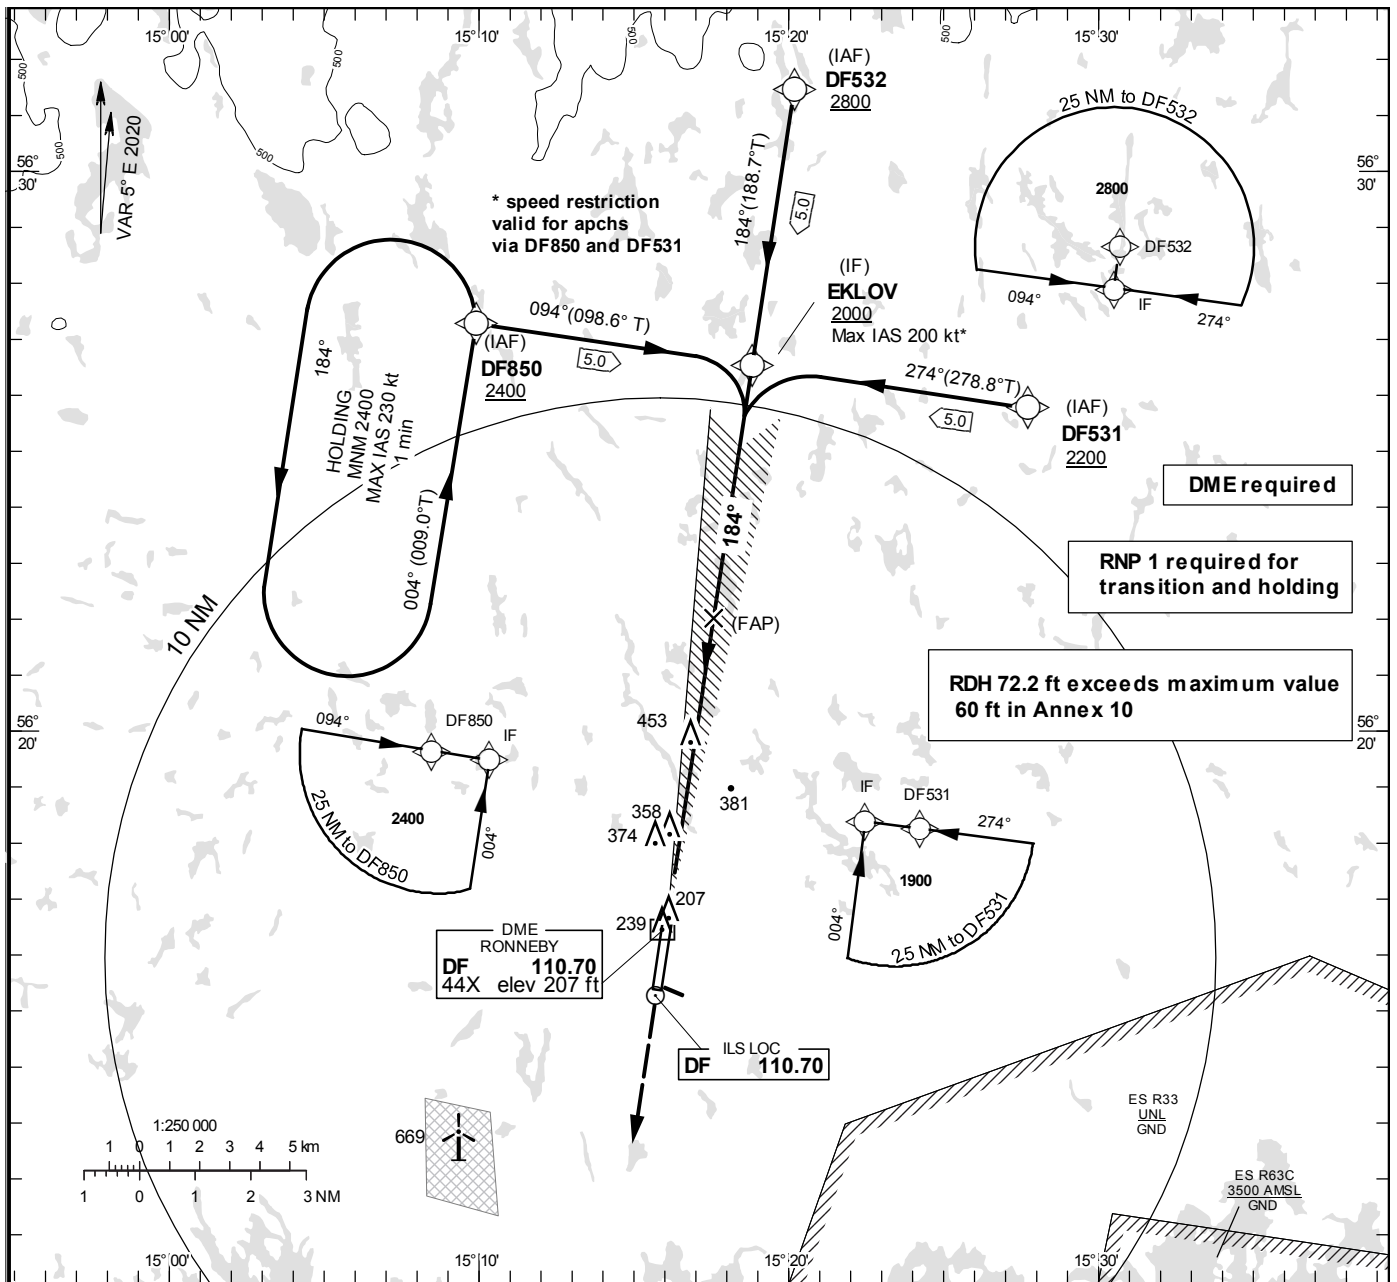 15°00'
15°10'
15°20'
15°30'
500
500
500
500
500
500
56°
30'
56°
30'
VAR 5° E 2020
(IAF)
DF532
2800
184°(188.7°T)
5.0
25 NM to DF532
2800
DF532
IF
094°
274°
* speed restriction
valid for apchs
via DF850 and DF531
(IF)
EKLOV
2000
Max IAS 200 kt*
094°(098.6° T)
5.0
(IAF)
DF850
2400
274°(278.8°T)
5.0
(IAF)
DF531
2200
184°
HOLDING
MNM 2400
MAX IAS 230 kt
1 min
004° (009.0°T)
184°
DME required
RNP 1 required for
transition and holding
RDH 72.2 ft exceeds maximum value
60 ft in Annex 10
10 NM
(FAP)
56°
20'
56°
20'
453
381
358
374
207
239
094°
DF850
IF
2400
004°
25 NM to DF850
IF
DF531
274°
1900
004°
25 NM to DF531
DME
RONNEBY
DF 110.70
44X elev 207 ft
ILS LOC
DF 110.70
669
1:250 000
1 0 1 2 3 4 5 km
1 0 1 2 3 NM
ES R33
UNL
GND
ES R63C
3500 AMSL
GND
15°00'
15°10'
15°20'
15°30'